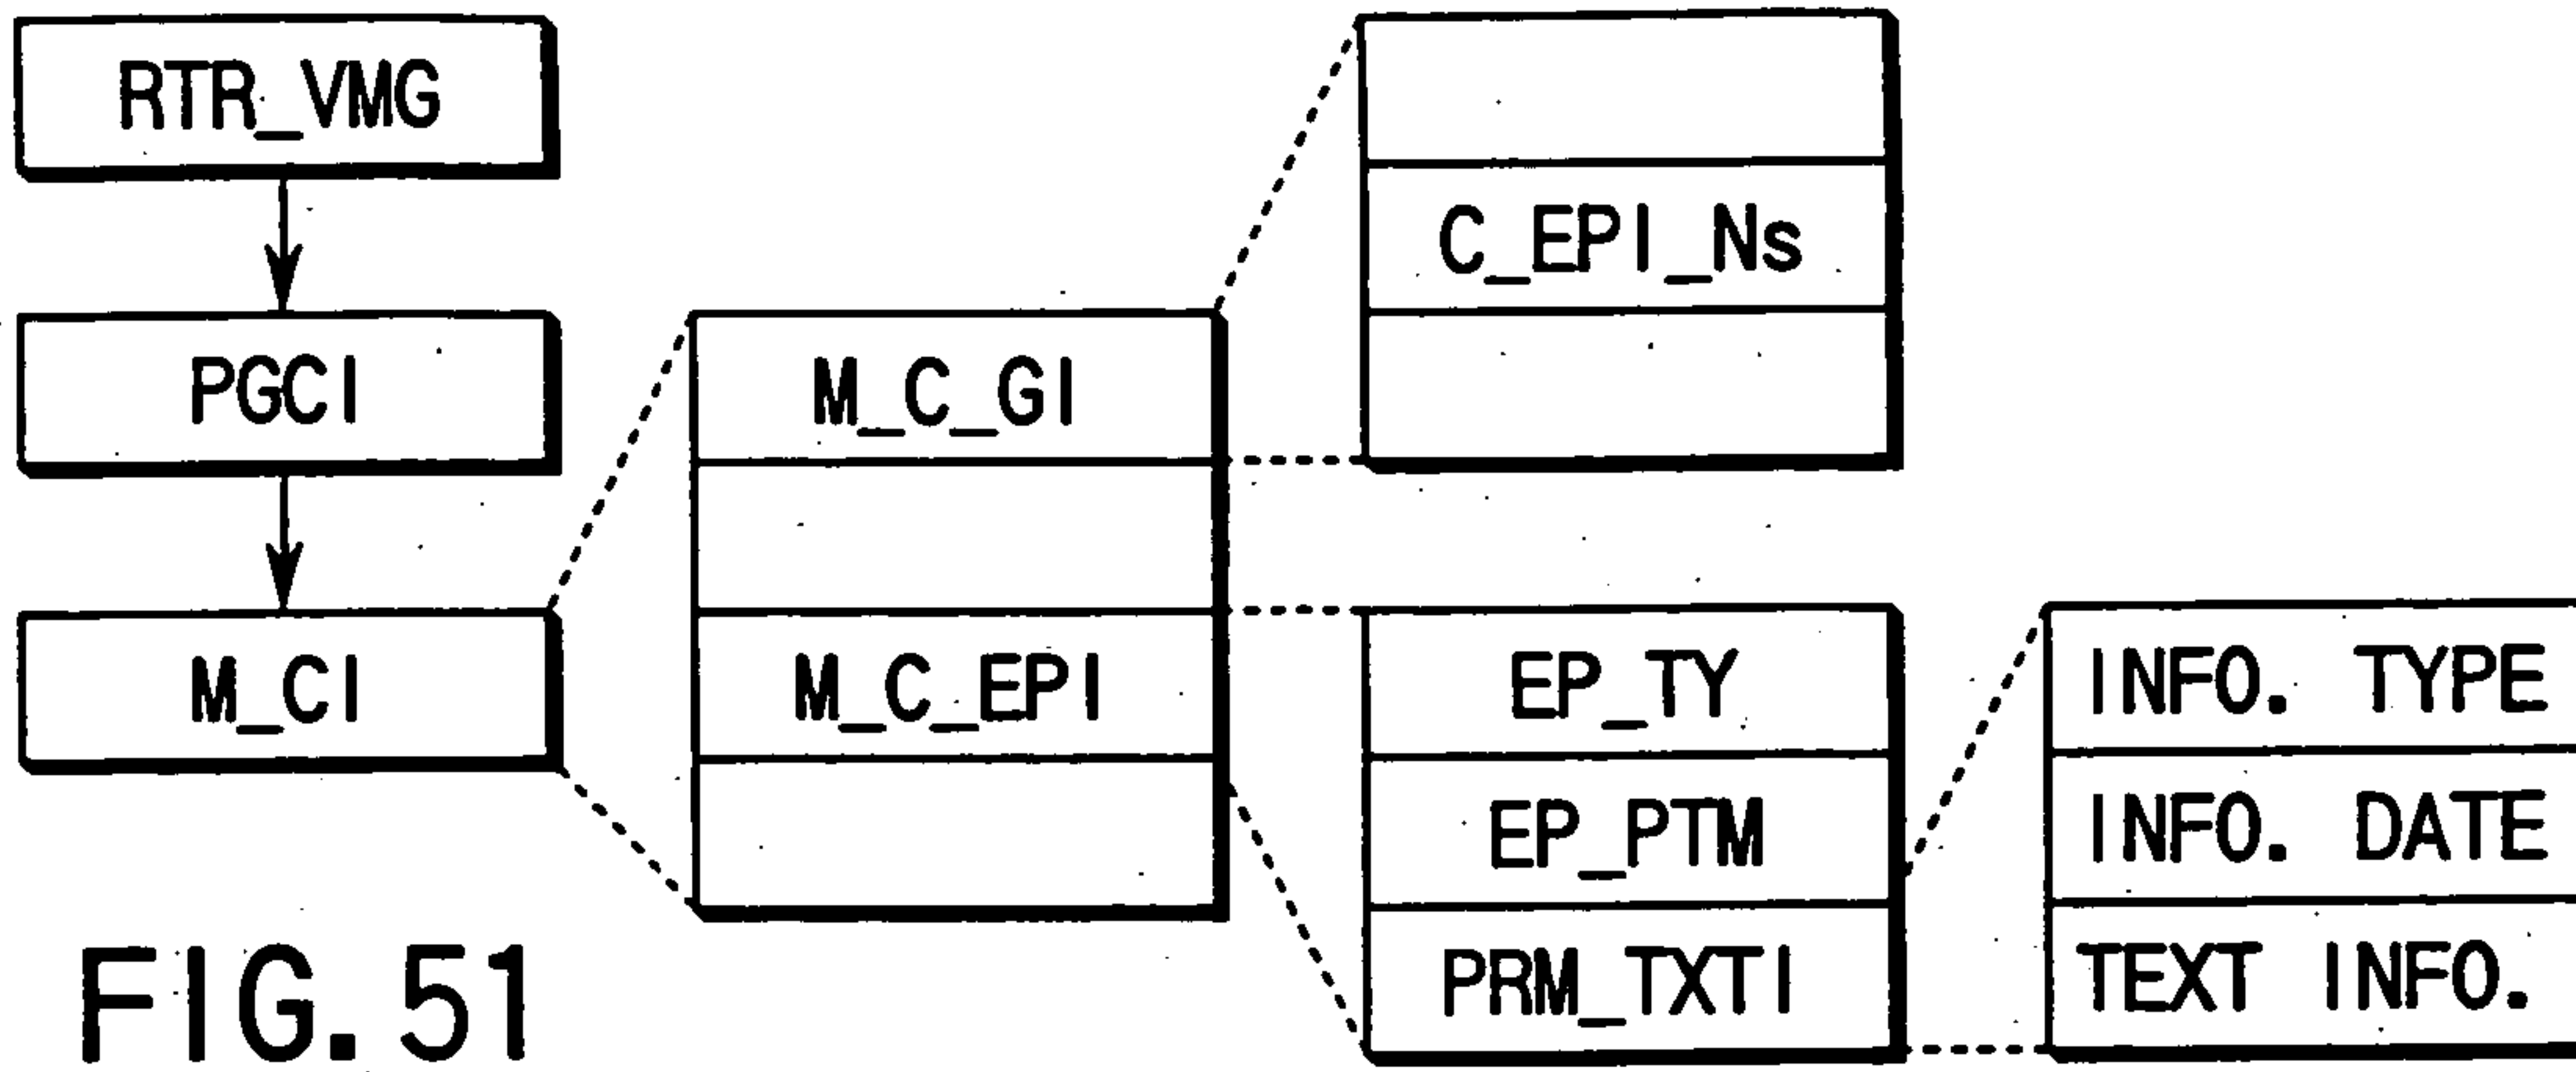 RTR_VMG
PGCI
M_CI
M_C_GI
M_C_EPI
C_EPI_Ns
EP_TY
EP_PTM
PRM_TXTI
INFO. TYPE
INFO. DATE
TEXT INFO.
FIG. 51